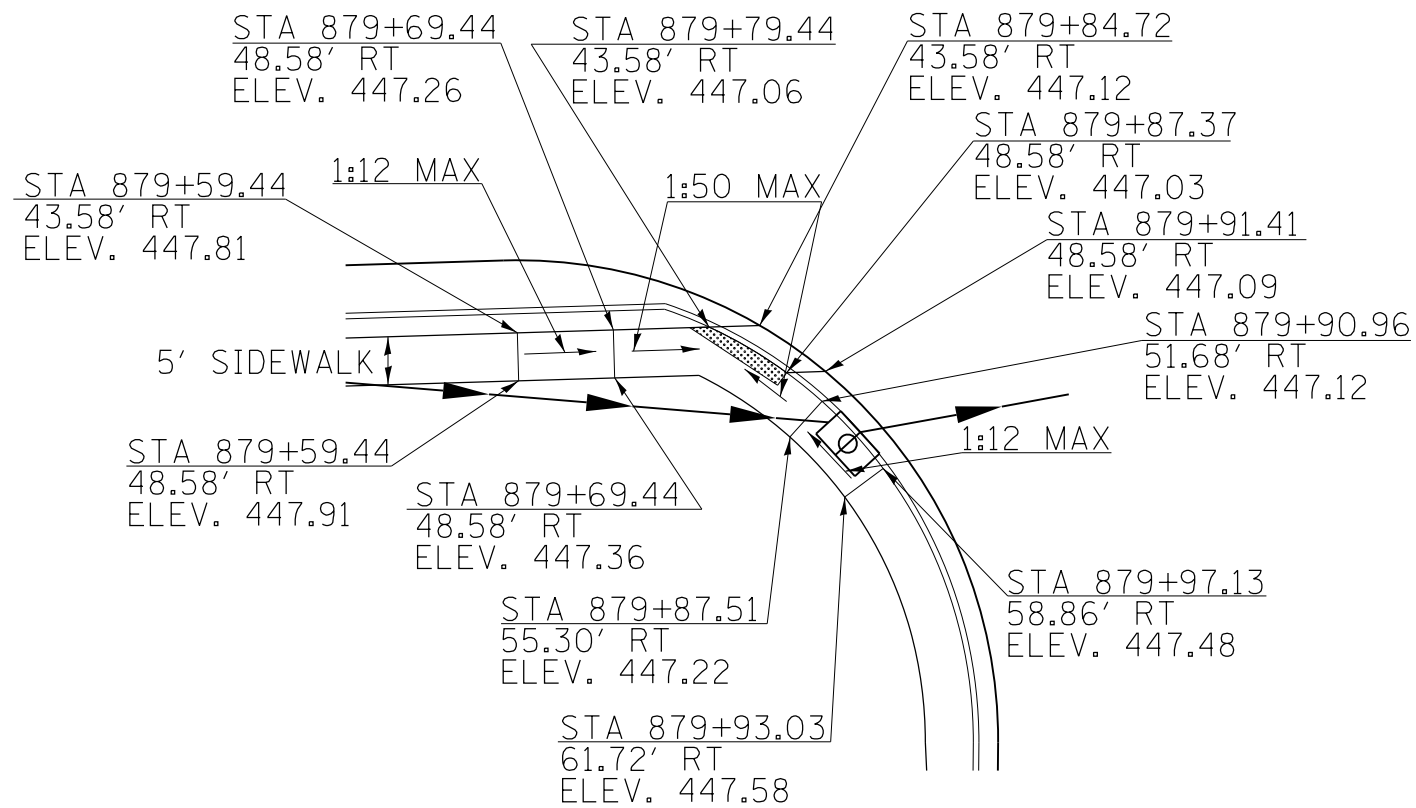 STA 879+69.44
48.58' RT
ELEV. 447.26
STA 879+79.44
43.58' RT
ELEV. 447.06
STA 879+84.72
43.58' RT
ELEV. 447.12
STA 879+87.37
48.58' RT
ELEV. 447.03
STA 879+59.44
43.58' RT
ELEV. 447.81
1:12 MAX
1:50 MAX
STA 879+91.41
48.58' RT
ELEV. 447.09
STA 879+90.96
51.68' RT
ELEV. 447.12
5' SIDEWALK
1:12 MAX
STA 879+59.44
48.58' RT
ELEV. 447.91
STA 879+69.44
48.58' RT
ELEV. 447.36
STA 879+97.13
58.86' RT
ELEV. 447.48
STA 879+87.51
55.30' RT
ELEV. 447.22
STA 879+93.03
61.72' RT
ELEV. 447.58